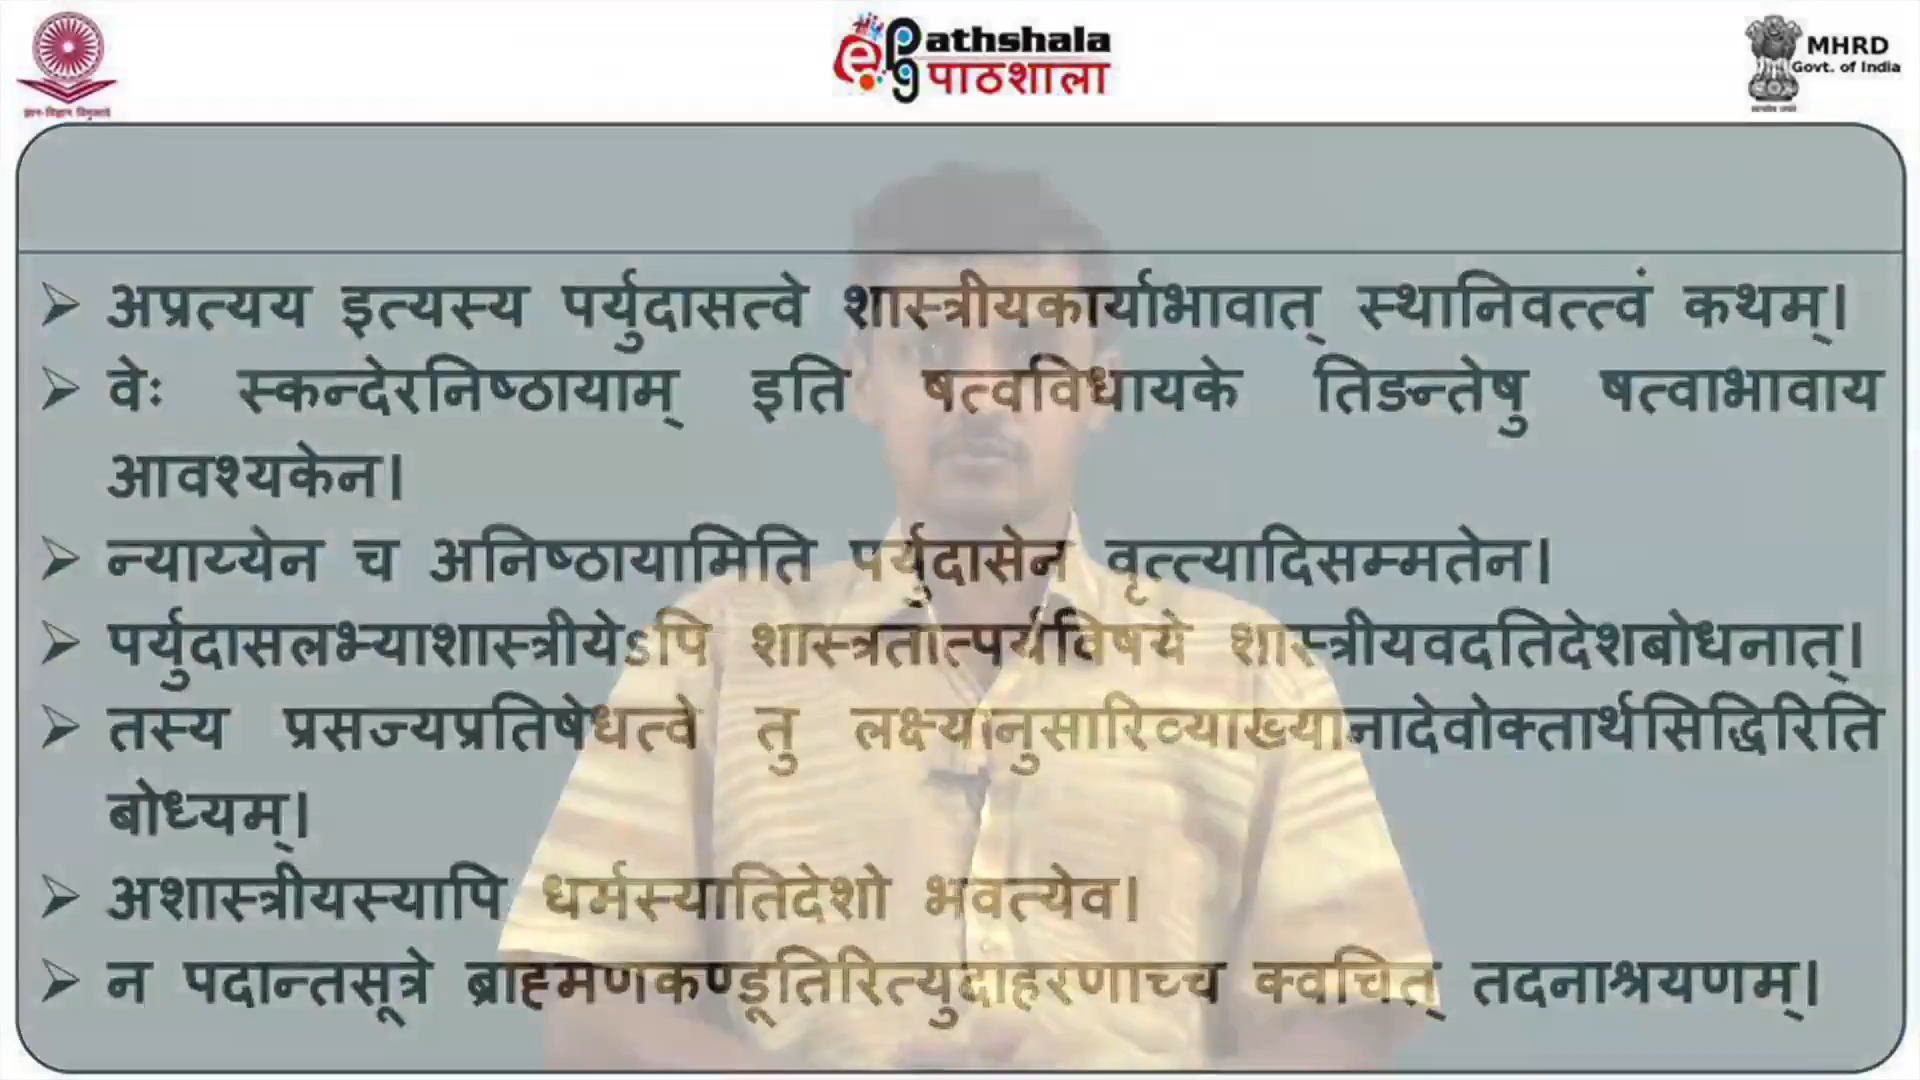 ज्ञान-विज्ञान विमुक्तये
ePG Pathshala
पाठशाला
MHRD
Govt. of India
अप्रत्यय इत्यस्य पर्युदासत्वे शास्त्रीयकार्याभावात् स्थानिवत्त्वं कथम्।
वेः स्कन्देरनिष्ठायाम् इति षत्वविधायके तिङन्तेषु षत्वाभावाय
आवश्यकेन।
न्याय्येन च अनिष्ठायामिति पर्युदासेन वृत्त्यादिसम्मतेन।
पर्युदासलभ्याशास्त्रीयेऽपि शास्त्रतात्पर्यविषये शास्त्रीयवदतिदेशबोधनात्।
तस्य प्रसज्यप्रतिषेधत्वे तु लक्ष्यानुसारिव्याख्यानादेवोक्तार्थसिद्धिरिति
बोध्यम्।
अशास्त्रीयस्यापि धर्मस्यातिदेशो भवत्येव।
न पदान्तसूत्रे ब्राह्मणकण्डूतिरित्युदाहरणाच्च क्वचित् तदनाश्रयणम्।